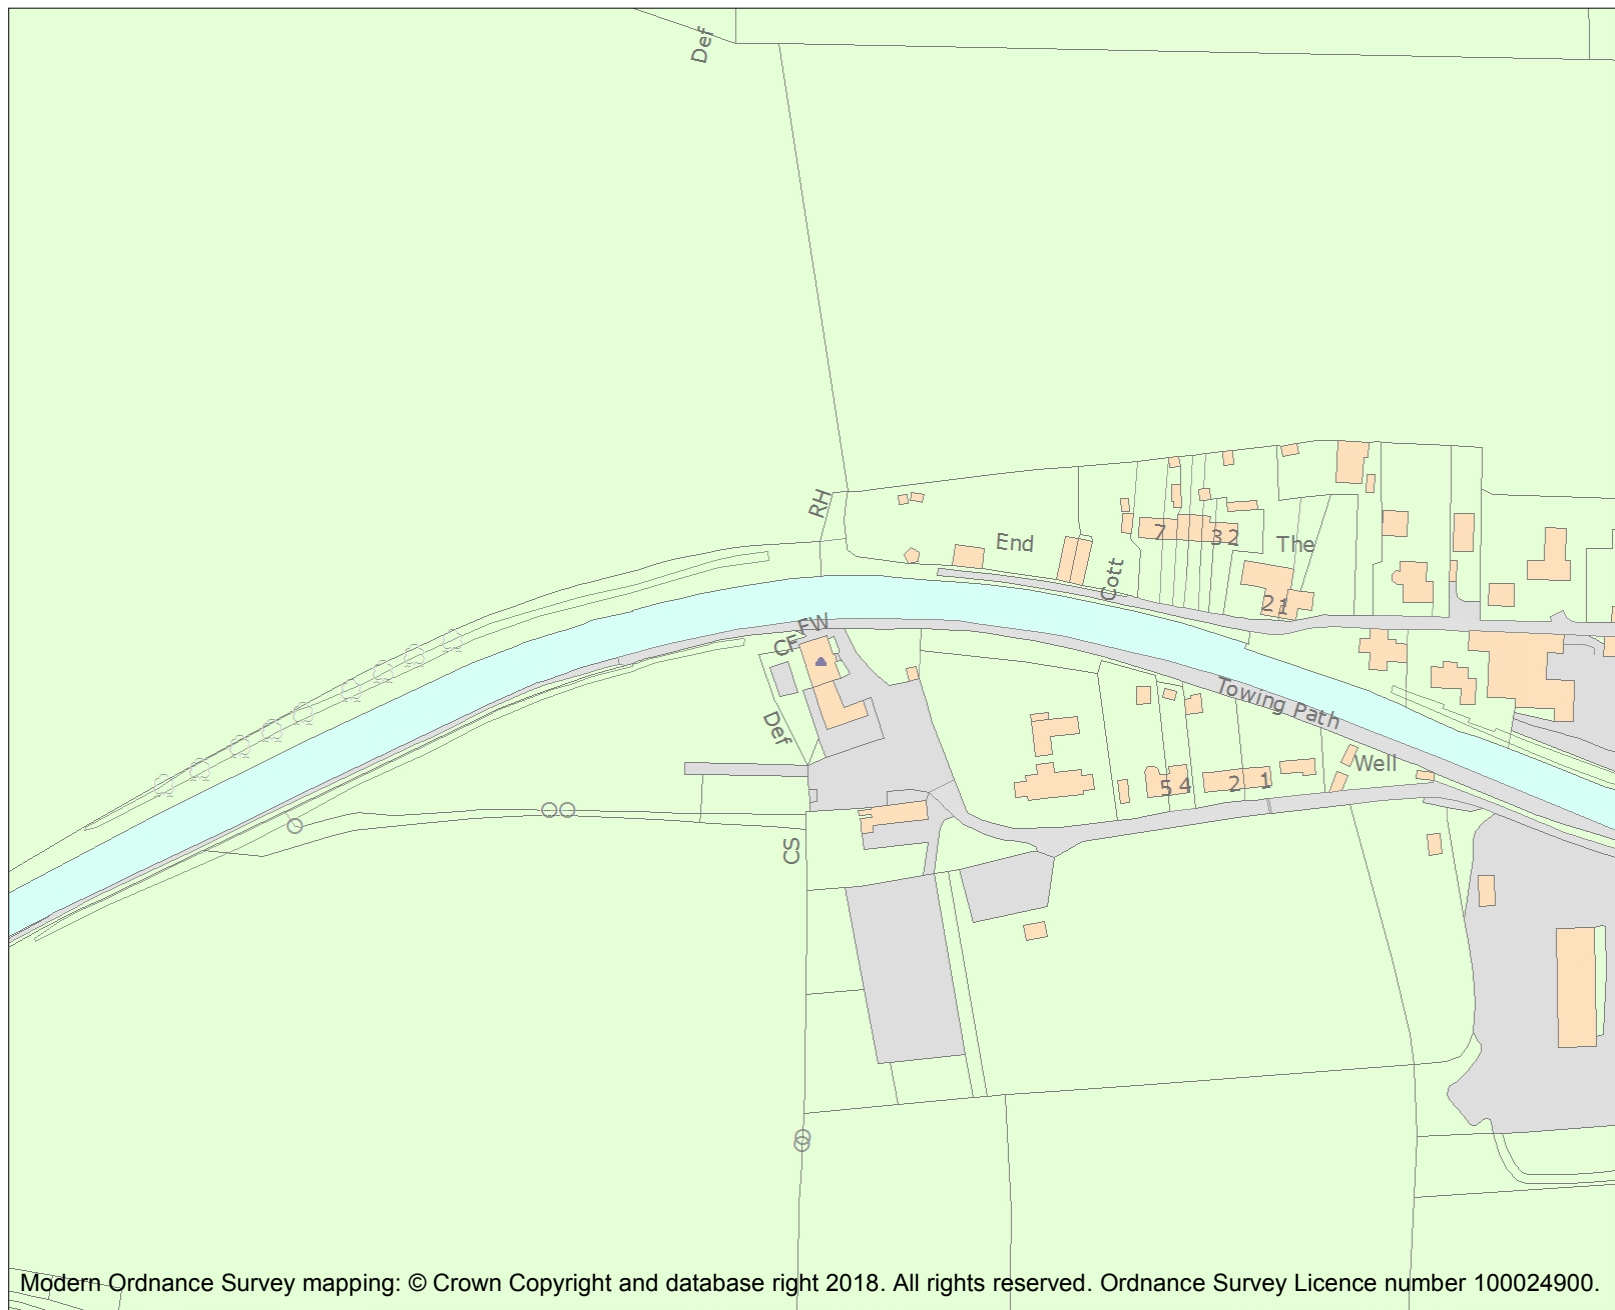 Def
RH
End
Cott
7
3 2
The
2 1
FW
CF
Def
Towing Path
Well
5 4
2
1
CS
Modern Ordnance Survey mapping: © Crown Copyright and database right 2018. All rights reserved. Ordnance Survey Licence number 100024900.